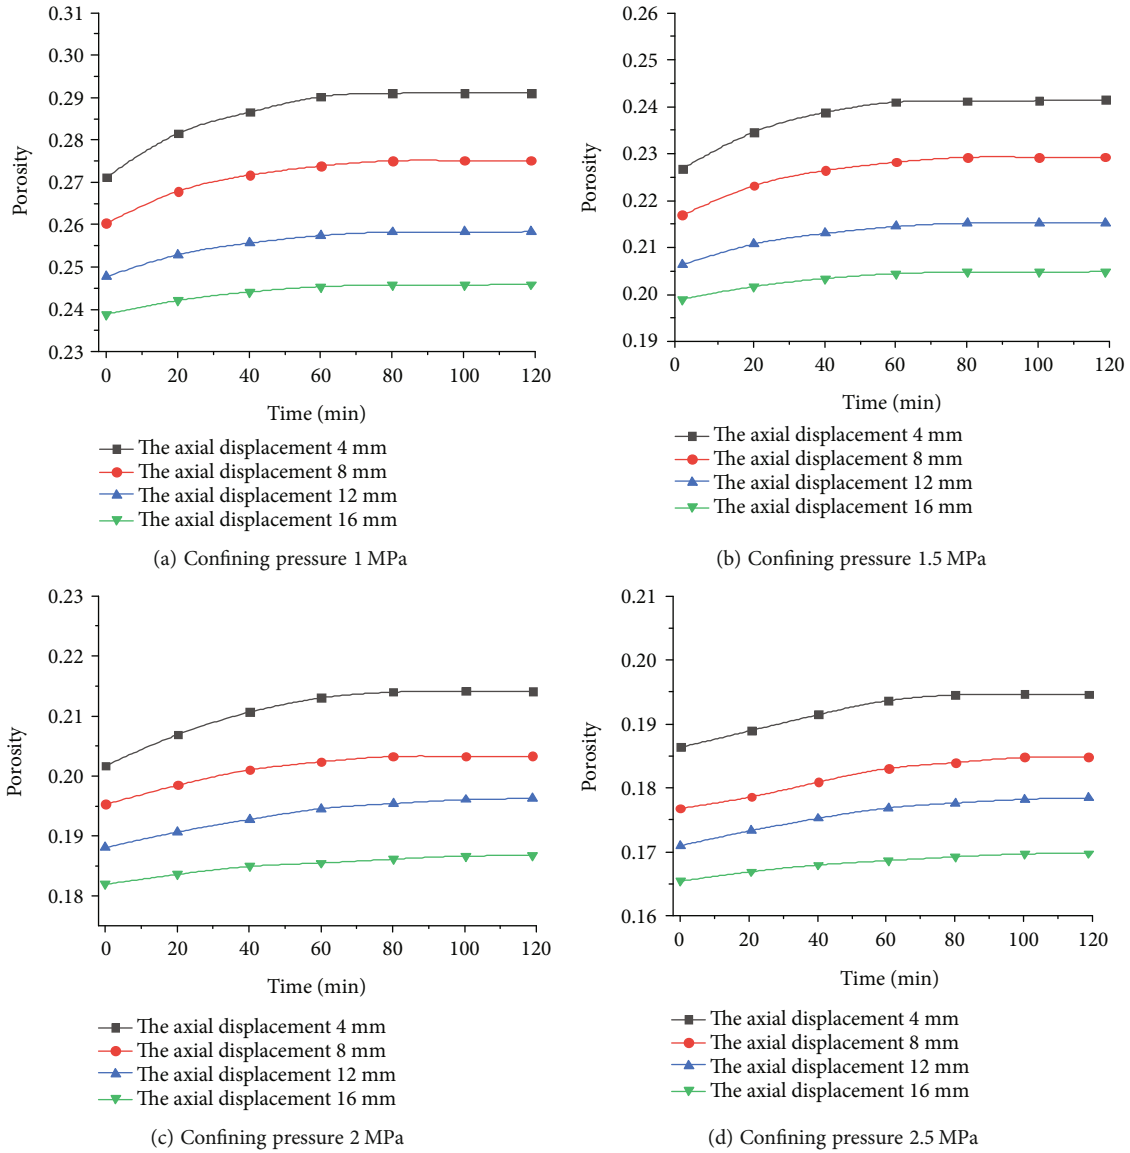 0.31
0.30
0.29
0.28
0.27
0.26
0.25
0.24
0.23
Porosity
0 20 40 60 80 100 120
Time (min)
The axial displacement 4 mm
The axial displacement 8 mm
The axial displacement 12 mm
The axial displacement 16 mm
(a) Confining pressure 1 MPa
0.26
0.25
0.24
0.23
0.22
0.21
0.20
0.19
Porosity
0 20 40 60 80 100 120
Time (min)
The axial displacement 4 mm
The axial displacement 8 mm
The axial displacement 12 mm
The axial displacement 16 mm
(b) Confining pressure 1.5 MPa
0.23
0.22
0.21
0.20
0.19
0.18
Porosity
0 20 40 60 80 100 120
Time (min)
The axial displacement 4 mm
The axial displacement 8 mm
The axial displacement 12 mm
The axial displacement 16 mm
(c) Confining pressure 2 MPa
0.21
0.20
0.19
0.18
0.17
0.16
Porosity
0 20 40 60 80 100 120
Time (min)
The axial displacement 4 mm
The axial displacement 8 mm
The axial displacement 12 mm
The axial displacement 16 mm
(d) Confining pressure 2.5 MPa